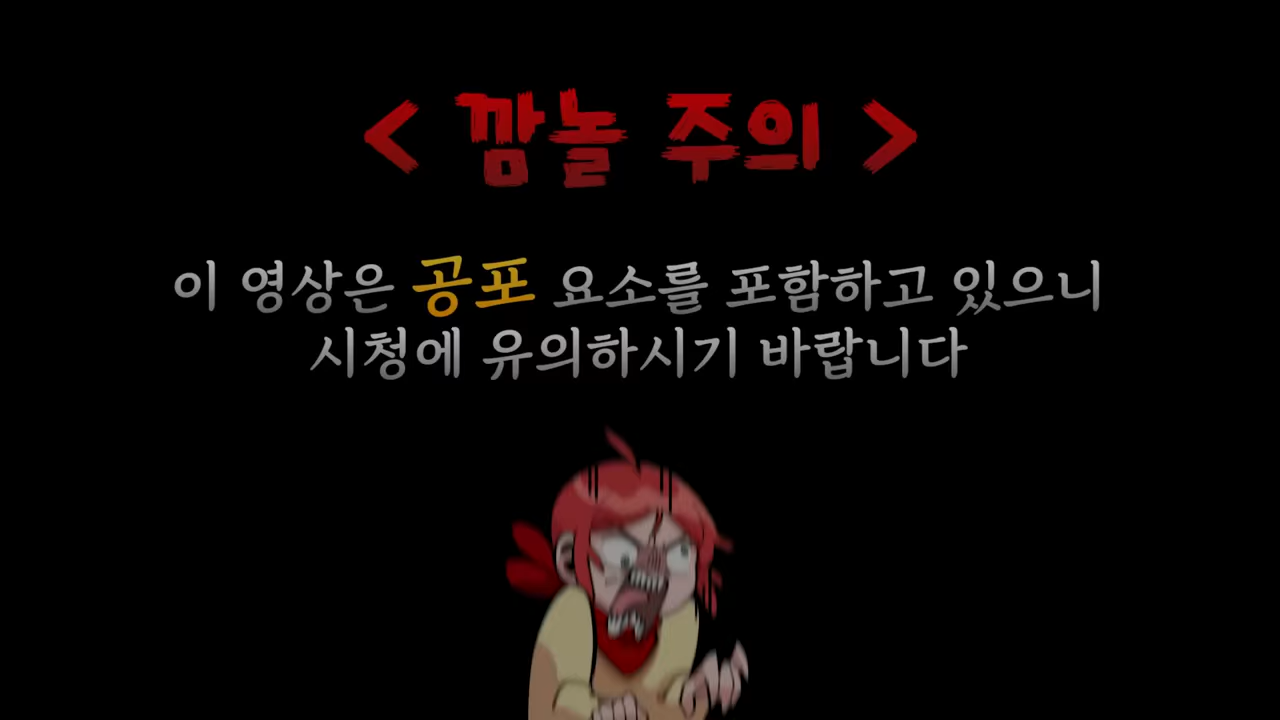 < 깜놀 주의 >
이 영상은 공포 요소를 포함하고 있으니
시청에 유의하시기 바랍니다